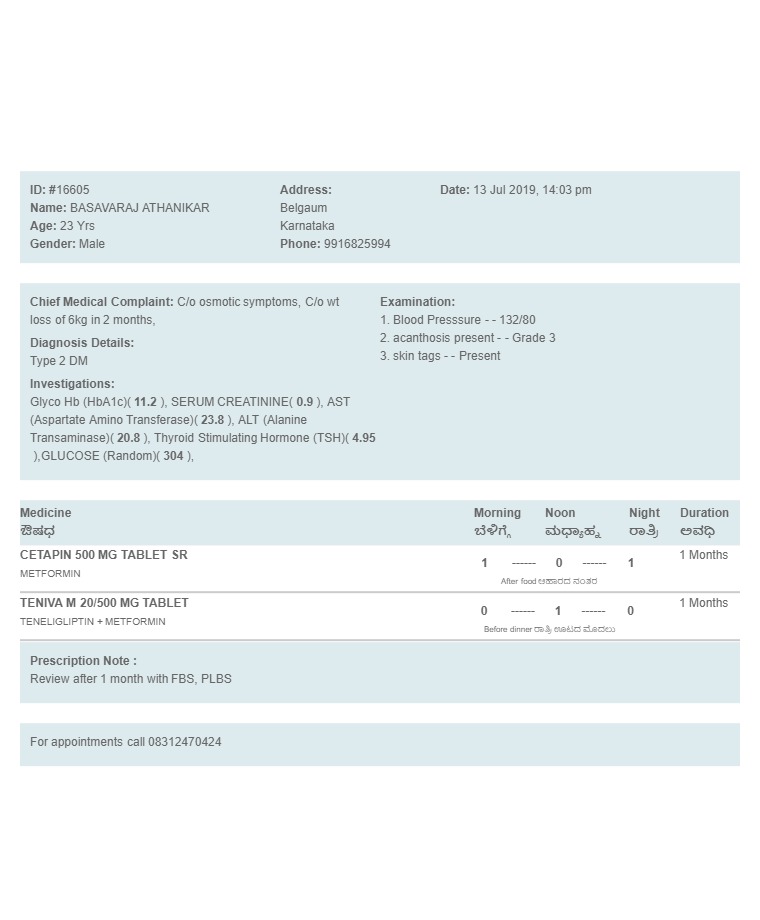 ID: #16605
Name: BASAVARAJ ATHANIKAR
Age: 23 Yrs
Gender: Male
Address:
Belgaum
Karnataka
Phone: 9916825994
Date: 13 Jul 2019, 14:03 pm
Chief Medical Complaint: C/o osmotic symptoms, C/o wt
loss of 6kg in 2 months,
Diagnosis Details:
Type 2 DM
Investigations:
Glyco Hb (HbA1c)( 11.2 ), SERUM CREATININE( 0.9 ), AST
(Aspartate Amino Transferase)( 23.8 ), ALT (Alanine
Transaminase)( 20.8 ), Thyroid Stimulating Hormone (TSH)( 4.95
),GLUCOSE (Random)( 304 ),
Examination:
1. Blood Presssure - - 132/80
2. acanthosis present - - Grade 3
3. skin tags - - Present
Medicine Morning Noon Night Duration
ಔಷಧ ಬೆಳಿಗ್ಗೆ ಮಧ್ಯಾಹ್ನ ರಾತ್ರಿ ಅವಧಿ
CETAPIN 500 MG TABLET SR 1 ------ 0 ------ 1 1 Months
METFORMIN After food ಆಹಾರದ ನಂತರ
TENIVA M 20/500 MG TABLET 0 ------ 1 ------ 0 1 Months
TENELIGLIPTIN + METFORMIN Before dinner ರಾತ್ರಿ ಊಟದ ಮೊದಲು
Prescription Note :
Review after 1 month with FBS, PLBS
For appointments call 08312470424